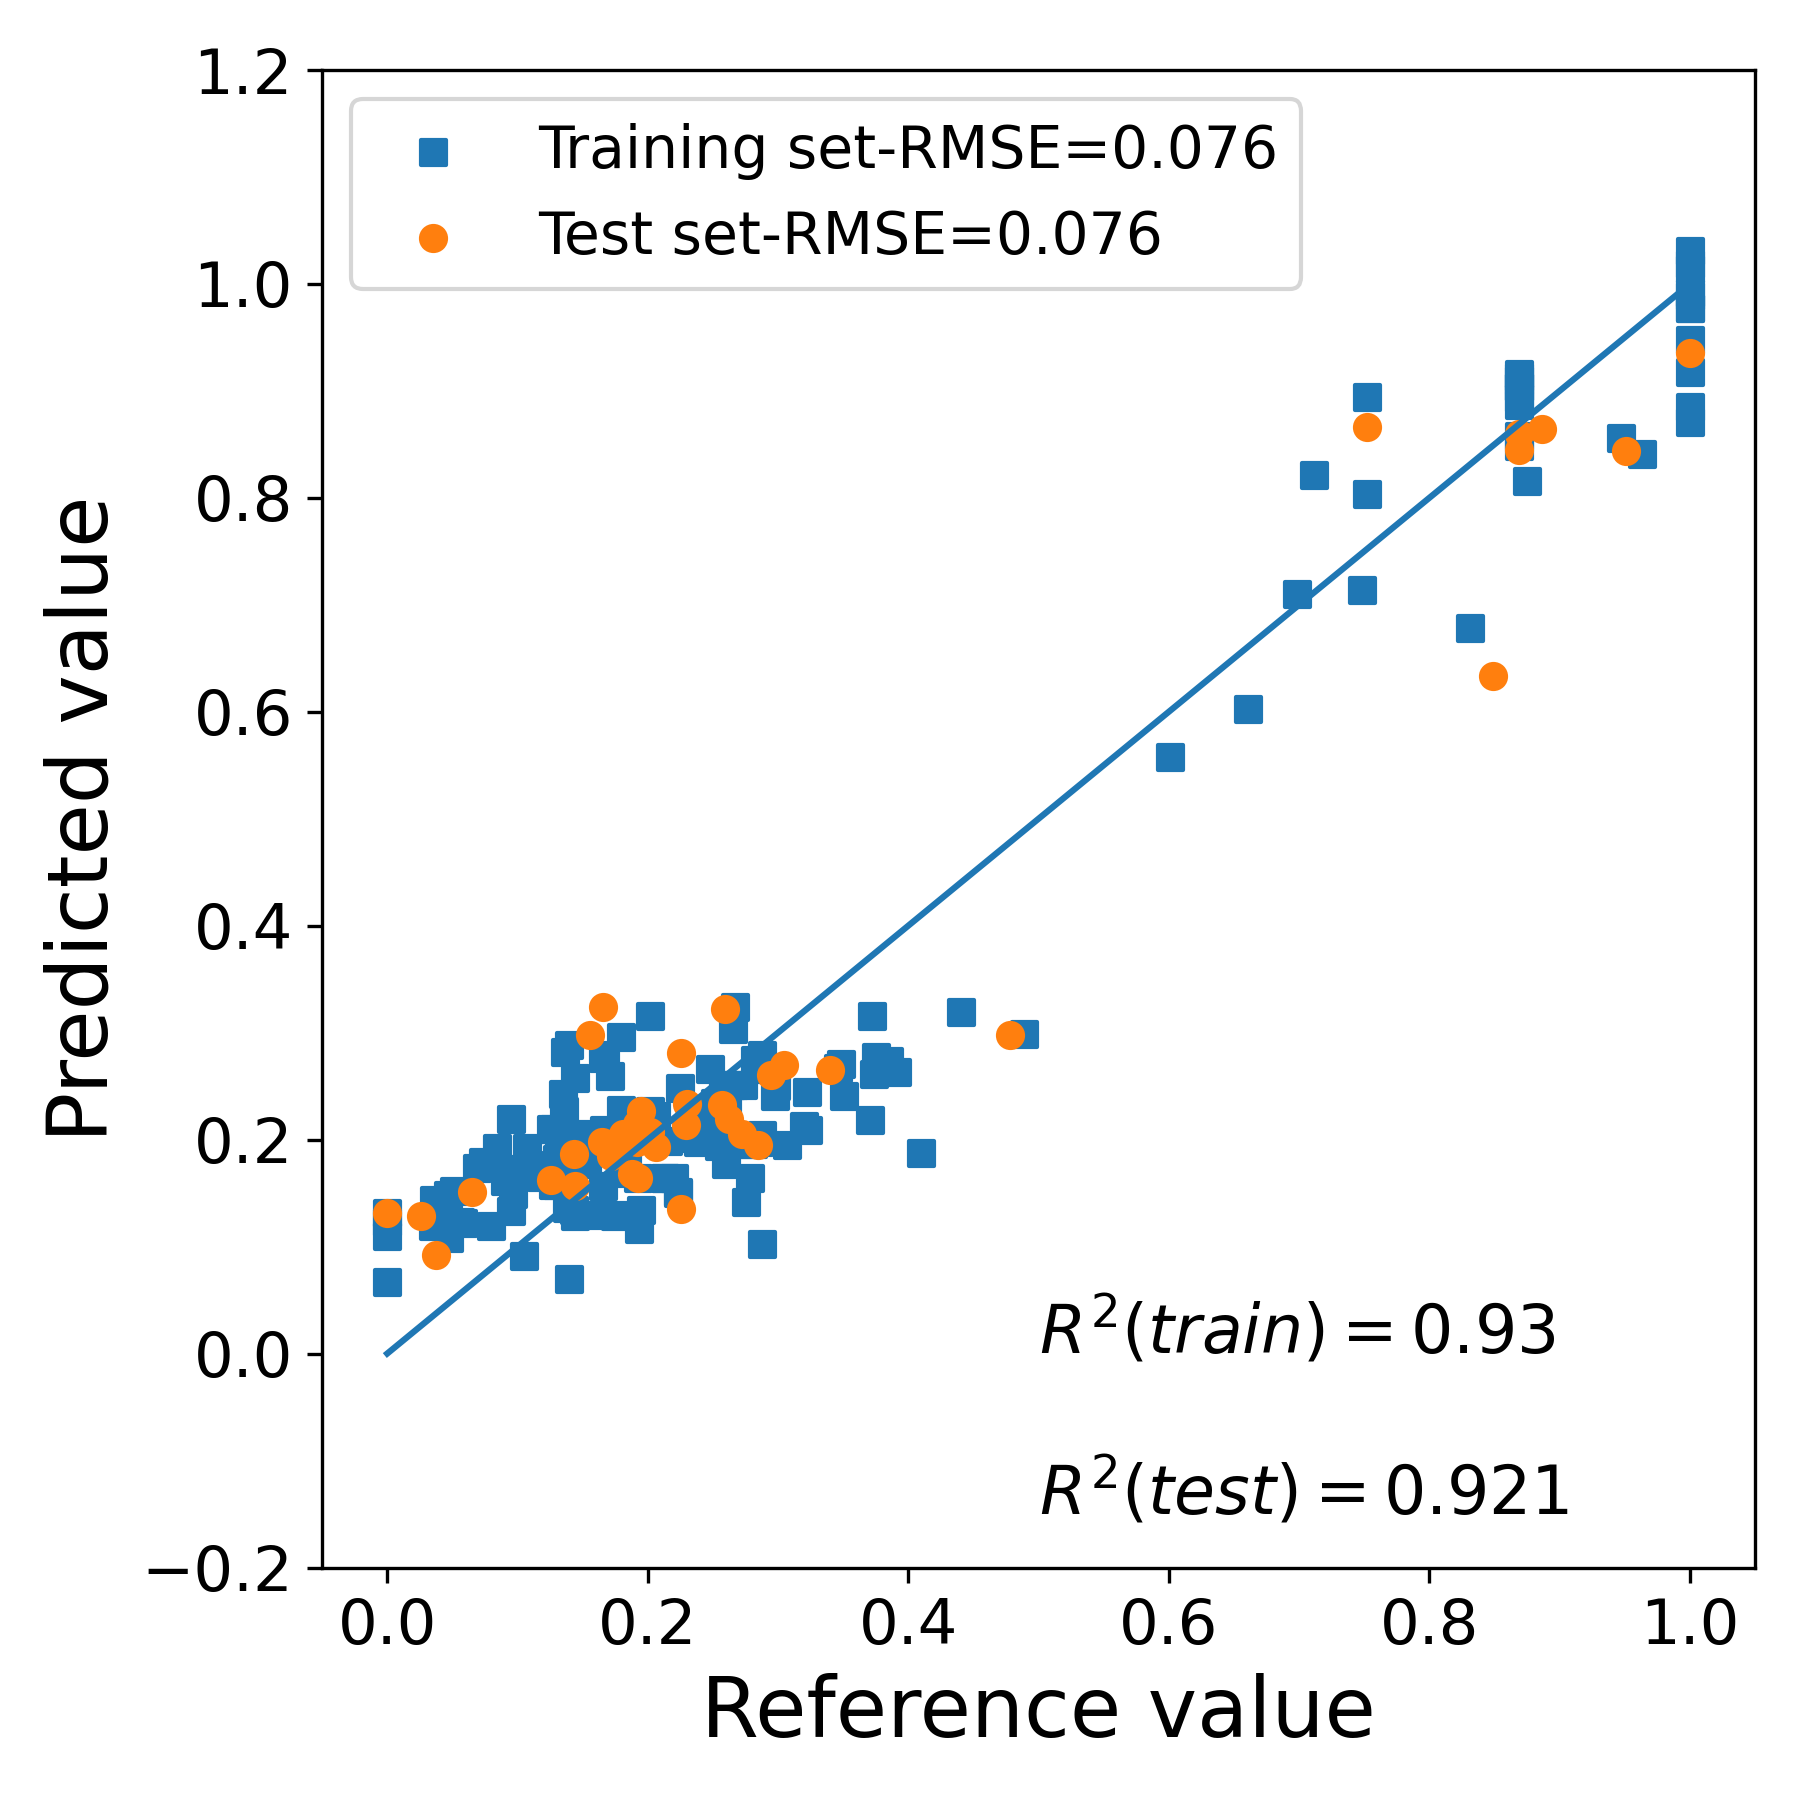 1.2
Training set-RMSE=0.076
Test set-RMSE=0.076
1.0
0.8
0.6
0.4
0.2
0.0
−0.2
Predicted value
R²(train) = 0.93
R²(test) = 0.921
0.0 0.2 0.4 0.6 0.8 1.0
Reference value